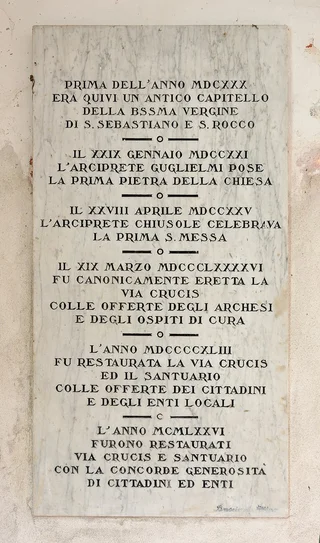 PRIMA DELL'ANNO MDCXXX
ERA QUIVI UN ANTICO CAPITELLO
DELLA BSSMA VERGINE
DI S. SEBASTIANO E S. ROCCO
IL XXIX GENNAIO MDCCXXI
L'ARCIPRETE GUGLIELMI POSE
LA PRIMA PIETRA DELLA CHIESA
IL XXVIII APRILE MDCCXXV
L'ARCIPRETE CHIUSOLE CELEBRAVA
LA PRIMA S. MESSA
IL XIX MARZO MDCCCLXXXXVI
FU CANONICAMENTE ERETTA LA
VIA CRUCIS
COLLE OFFERTE DEGLI ARCHESI
E DEGLI OSPITI DI CURA
L'ANNO MDCCCCXLIII
FU RESTAURATA LA VIA CRUCIS
ED IL SANTUARIO
COLLE OFFERTE DEI CITTADINI
E DEGLI ENTI LOCALI
L'ANNO MCMLXXVI
FURONO RESTAURATI
VIA CRUCIS E SANTUARIO
CON LA CONCORDE GENEROSITÀ
DI CITTADINI ED ENTI